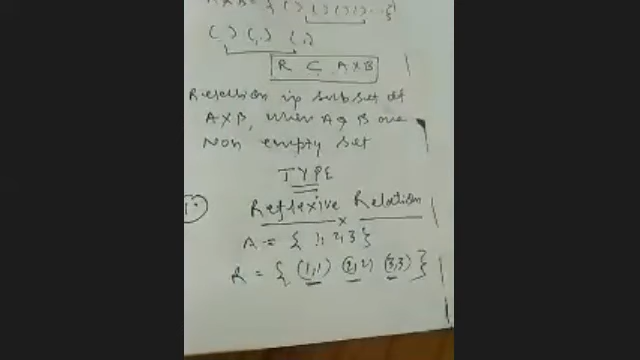 A×B = { ( ) ( ) ( ) ( ) ... }
( , ) ( , ) ( , )
R ⊂ A×B
Relation is subset of
A×B, when A & B are
Non empty set
TYPE
1.
Reflexive Relation
A = { 1, 2, 3 }
R = { (1,1) (2,2) (3,3) }